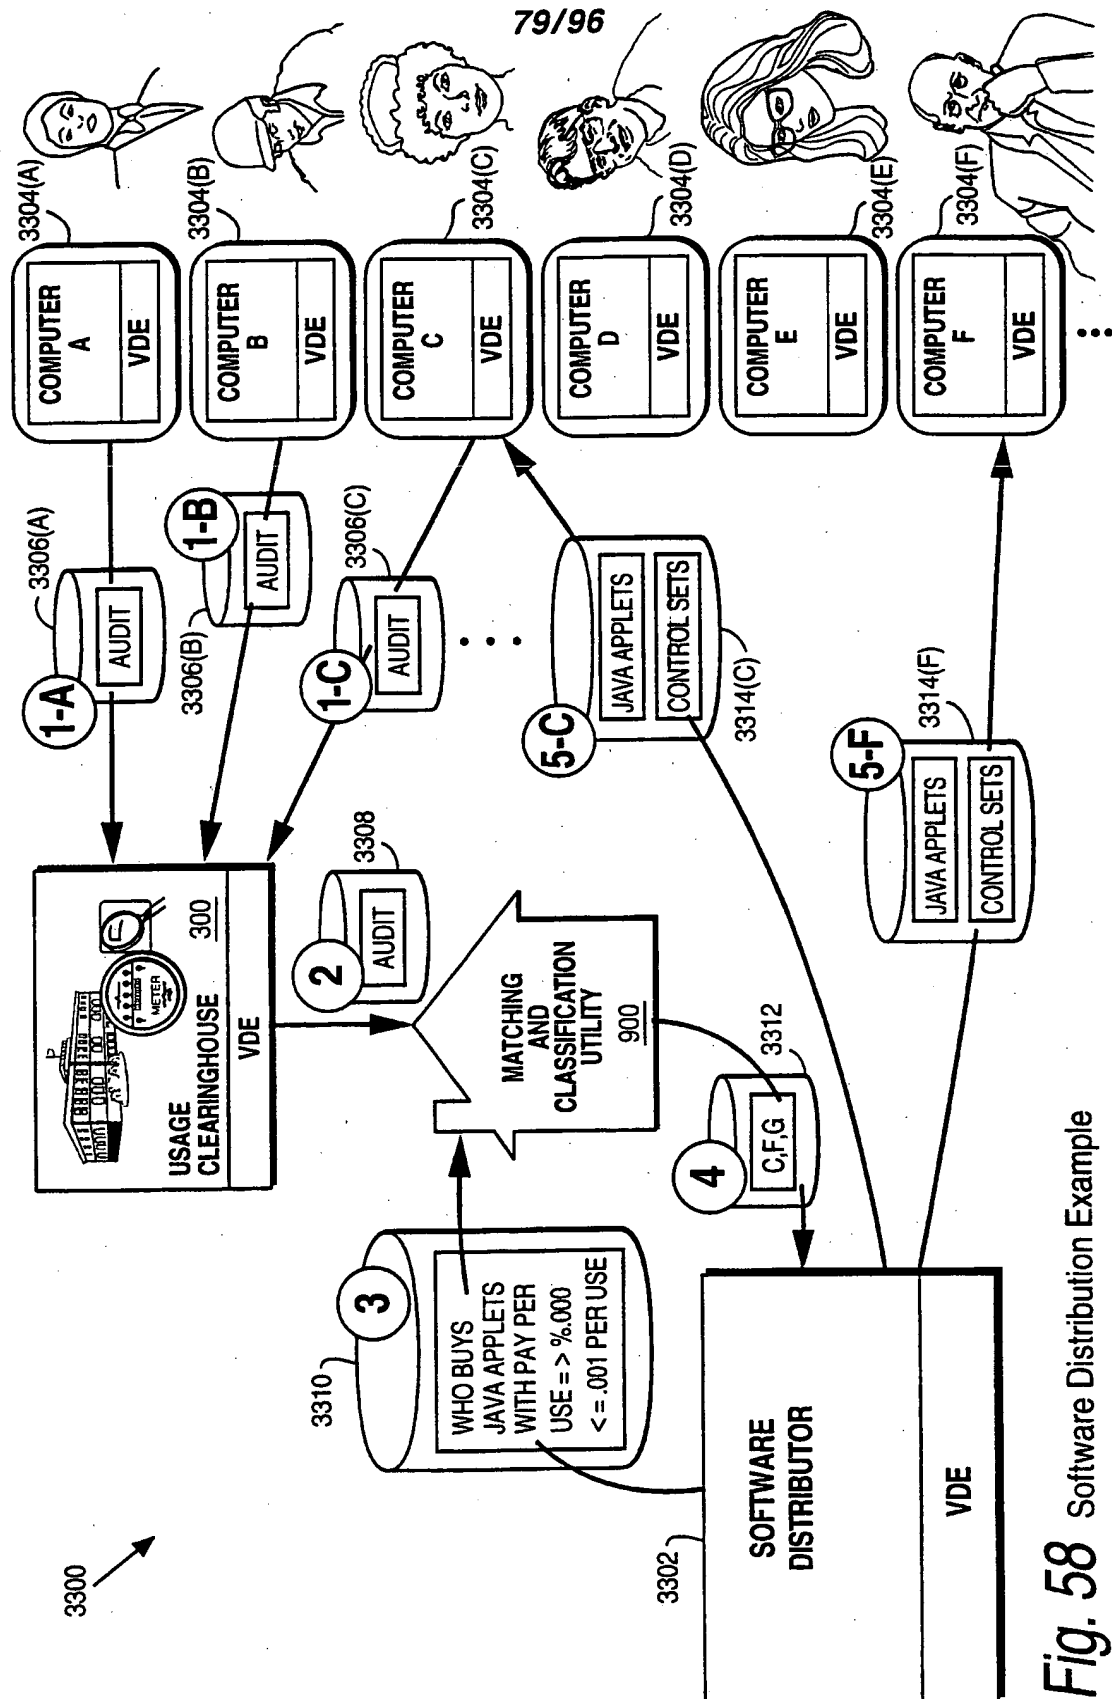 79/96
3300
3304(A)
COMPUTER
A
VDE
3304(B)
COMPUTER
B
VDE
3304(C)
COMPUTER
C
VDE
3304(D)
COMPUTER
D
VDE
3304(E)
COMPUTER
E
VDE
3304(F)
COMPUTER
F
VDE
3306(A)
1-A
AUDIT
3306(B)
1-B
AUDIT
3306(C)
1-C
AUDIT
METER
USAGE
CLEARINGHOUSE
300
VDE
2
3308
AUDIT
MATCHING
AND
CLASSIFICATION
UTILITY
900
3310
3
WHO BUYS
JAVA APPLETS
WITH PAY PER
USE = > %.000
< = .001 PER USE
4
3312
C,F,G
5-C
JAVA APPLETS
CONTROL SETS
3314(C)
5-F
JAVA APPLETS
CONTROL SETS
3314(F)
3302
SOFTWARE
DISTRIBUTOR
VDE
Fig. 58 Software Distribution Example